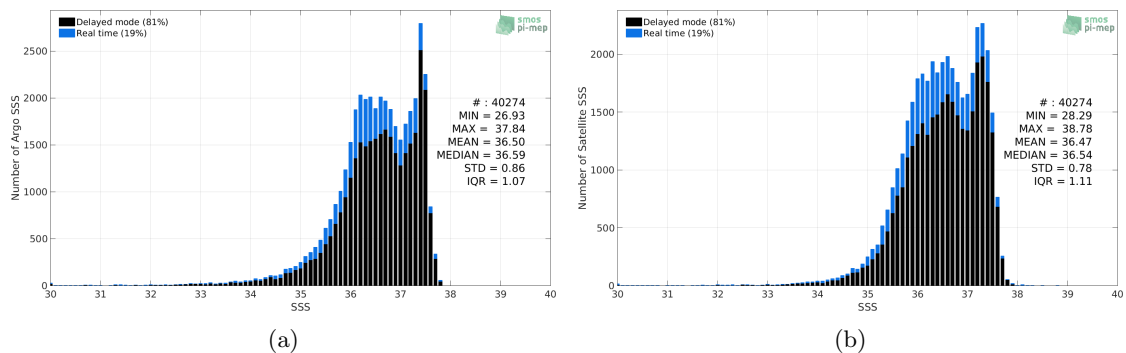 Delayed mode (81%)
Real time (19%)
smos
pi-mep
2500
2000
1500
1000
500
0
Number of Argo SSS
# : 40274
MIN = 26.93
MAX = 37.84
MEAN = 36.50
MEDIAN = 36.59
STD = 0.86
IQR = 1.07
30 31 32 33 34 35 36 37 38 39 40
SSS
(a)
Delayed mode (81%)
Real time (19%)
smos
pi-mep
2000
1500
1000
500
0
Number of Satellite SSS
# : 40274
MIN = 28.29
MAX = 38.78
MEAN = 36.47
MEDIAN = 36.54
STD = 0.78
IQR = 1.11
30 31 32 33 34 35 36 37 38 39 40
SSS
(b)